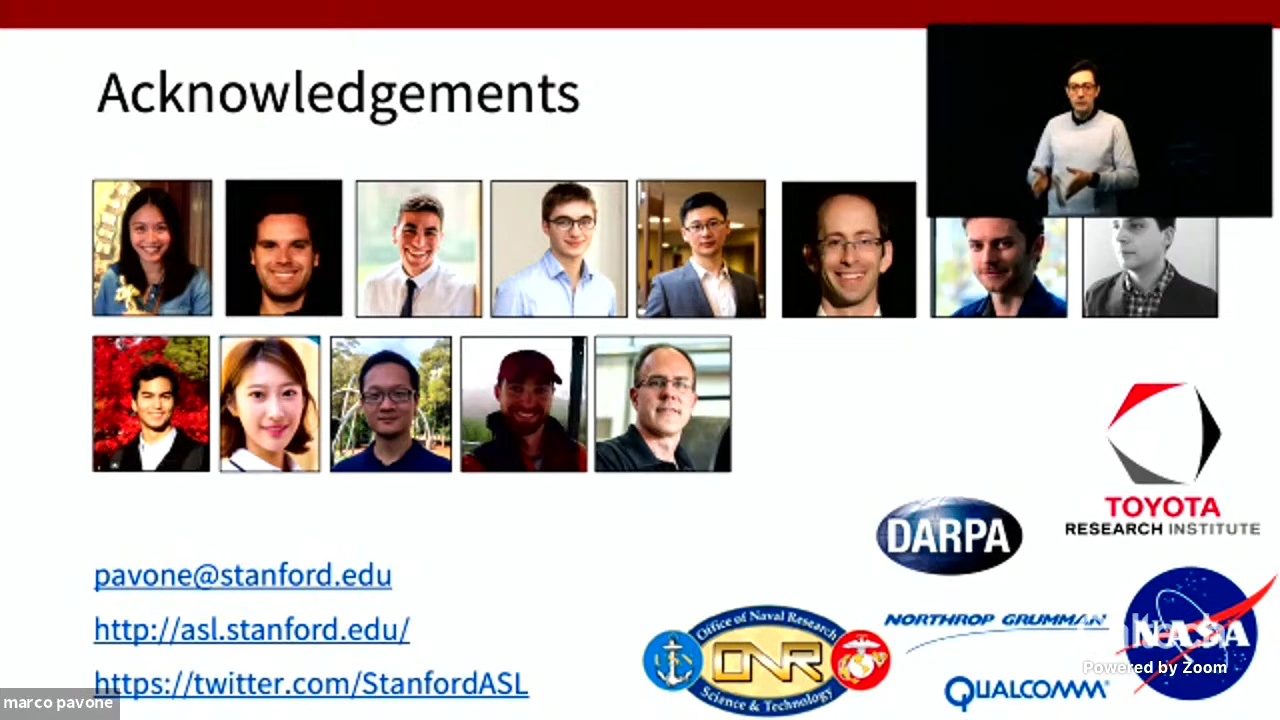 Acknowledgements
TOYOTA
RESEARCH INSTITUTE
DARPA
pavone@stanford.edu
http://asl.stanford.edu/
https://twitter.com/StanfordASL
Office of Naval Research
ONR
Science & Technology
NORTHROP GRUMMAN
NASA
Powered by Zoom
QUALCOMM
marco pavone